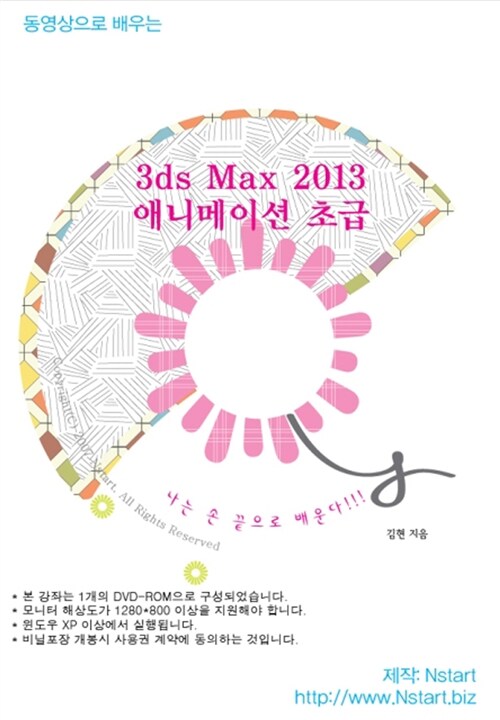 동영상으로 배우는
3ds Max 2013
애니메이션 초급
Copyright(C) 2007 Nstart. All Rights Reserved
나는 손 끝으로 배운다!!!
김현 지음
* 본 강좌는 1개의 DVD-ROM으로 구성되었습니다.
* 모니터 해상도가 1280*800 이상을 지원해야 합니다.
* 윈도우 XP 이상에서 실행됩니다.
* 비닐포장 개봉시 사용권 계약에 동의하는 것입니다.
제작: Nstart
http://www.Nstart.biz